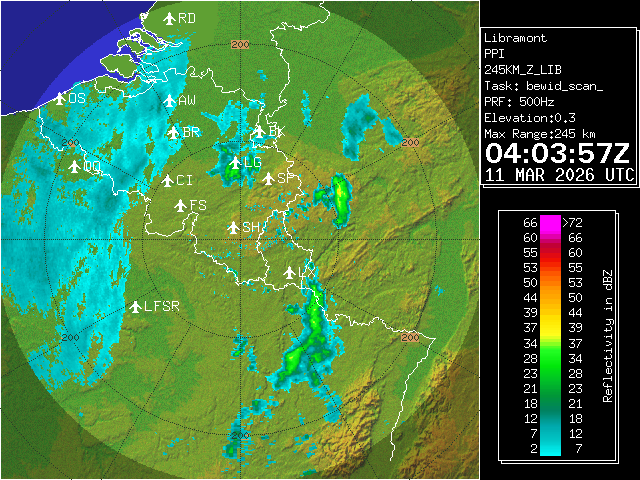 RD
200
OS
AW
200
BR
BK
200
LG
CI
SP
FS
SH
LFSR
200
200
200
Libramont
PPI
245KM_Z_LIB
Task: bewid_scan_
PRF: 500Hz
Elevation:0.3
Max Range:245 km
04:03:57Z
11 MAR 2026 UTC
66 >72
60 66
55 60
53 55
50 53
44 50
39 44
37 39
34 37
28 34
23 28
21 23
18 21
12 18
7 12
2 7
Reflectivity in dBZ